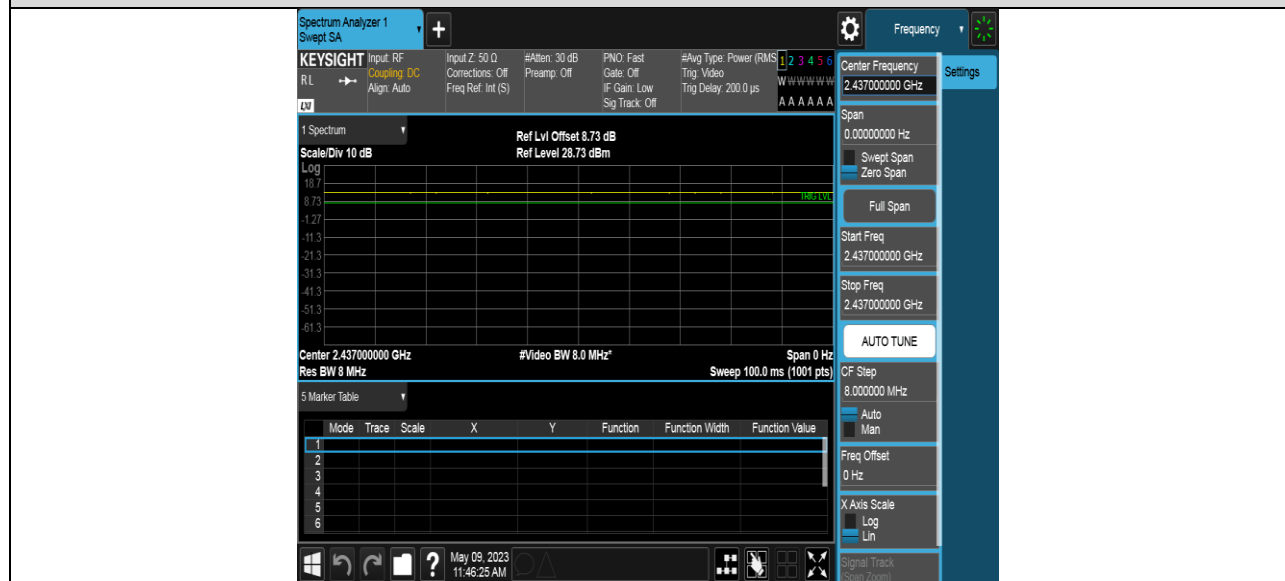 Spectrum Analyzer 1
Swept SA
+
Frequency
KEYSIGHT
RL
LXI
Input: RF
Coupling: DC
Align: Auto
Input Z: 50 Ω
Corrections: Off
Freq Ref: Int (S)
#Atten: 30 dB
Preamp: Off
PNO: Fast
Gate: Off
IF Gain: Low
Sig Track: Off
#Avg Type: Power (RMS
Trig: Video
Trig Delay: 200.0 µs
1 2 3 4 5 6
W W W W W W
A A A A A A
Center Frequency
2.437000000 GHz
Settings
Span
0.00000000 Hz
Swept Span
Zero Span
Full Span
Start Freq
2.437000000 GHz
Stop Freq
2.437000000 GHz
AUTO TUNE
CF Step
8.000000 MHz
Auto
Man
Freq Offset
0 Hz
X Axis Scale
Log
Lin
Signal Track
(Span Zoom)
1 Spectrum
Ref Lvl Offset 8.73 dB
Scale/Div 10 dB
Ref Level 28.73 dBm
Log
18.7
8.73
-1.27
-11.3
-21.3
-31.3
-41.3
-51.3
-61.3
TRIG LVL
Center 2.437000000 GHz
#Video BW 8.0 MHz*
Span 0 Hz
Res BW 8 MHz
Sweep 100.0 ms (1001 pts)
5 Marker Table
Mode Trace Scale X Y Function Function Width Function Value
1
2
3
4
5
6
?
May 09, 2023
11:46:25 AM